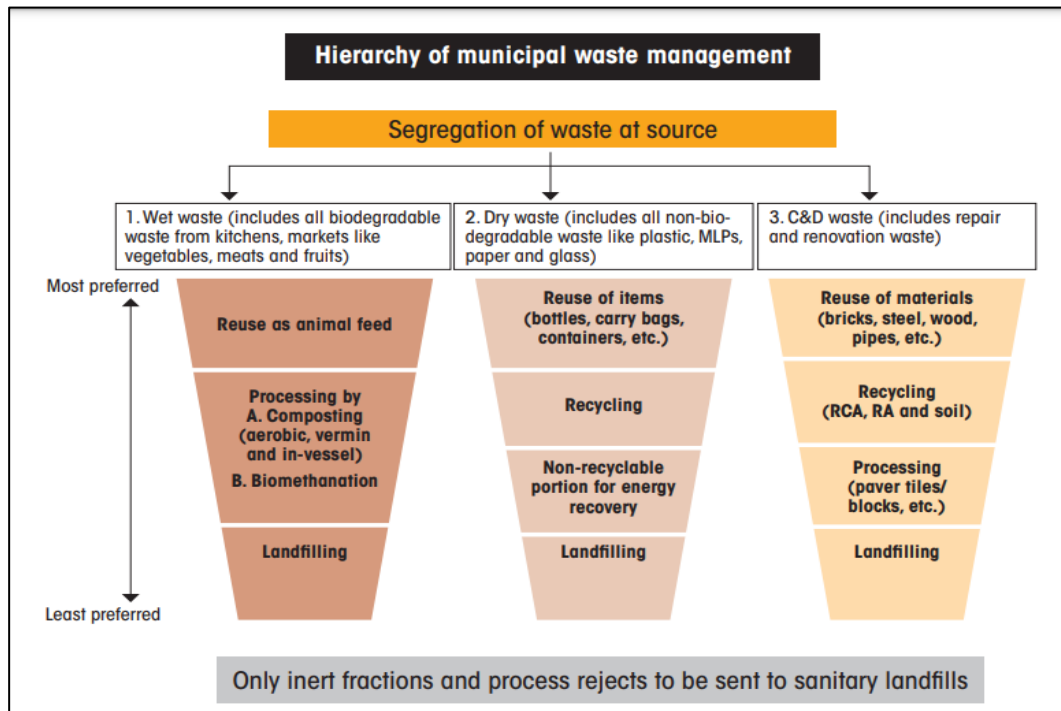 Hierarchy of municipal waste management
Segregation of waste at source
1. Wet waste (includes all biodegradable
waste from kitchens, markets like
vegetables, meats and fruits)
2. Dry waste (includes all non-bio-
degradable waste like plastic, MLPs,
paper and glass)
3. C&D waste (includes repair
and renovation waste)
Most preferred
Least preferred
Reuse as animal feed
Processing by
A. Composting
(aerobic, vermin
and in-vessel)
B. Biomethanation
Landfilling
Reuse of items
(bottles, carry bags,
containers, etc.)
Recycling
Non-recyclable
portion for energy
recovery
Landfilling
Reuse of materials
(bricks, steel, wood,
pipes, etc.)
Recycling
(RCA, RA and soil)
Processing
(paver tiles/
blocks, etc.)
Landfilling
Only inert fractions and process rejects to be sent to sanitary landfills